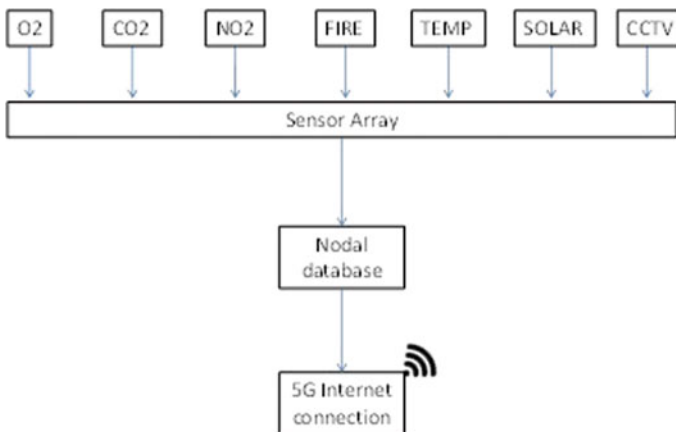 O2
CO2
NO2
FIRE
TEMP
SOLAR
CCTV
Sensor Array
Nodal
database
5G Internet
connection